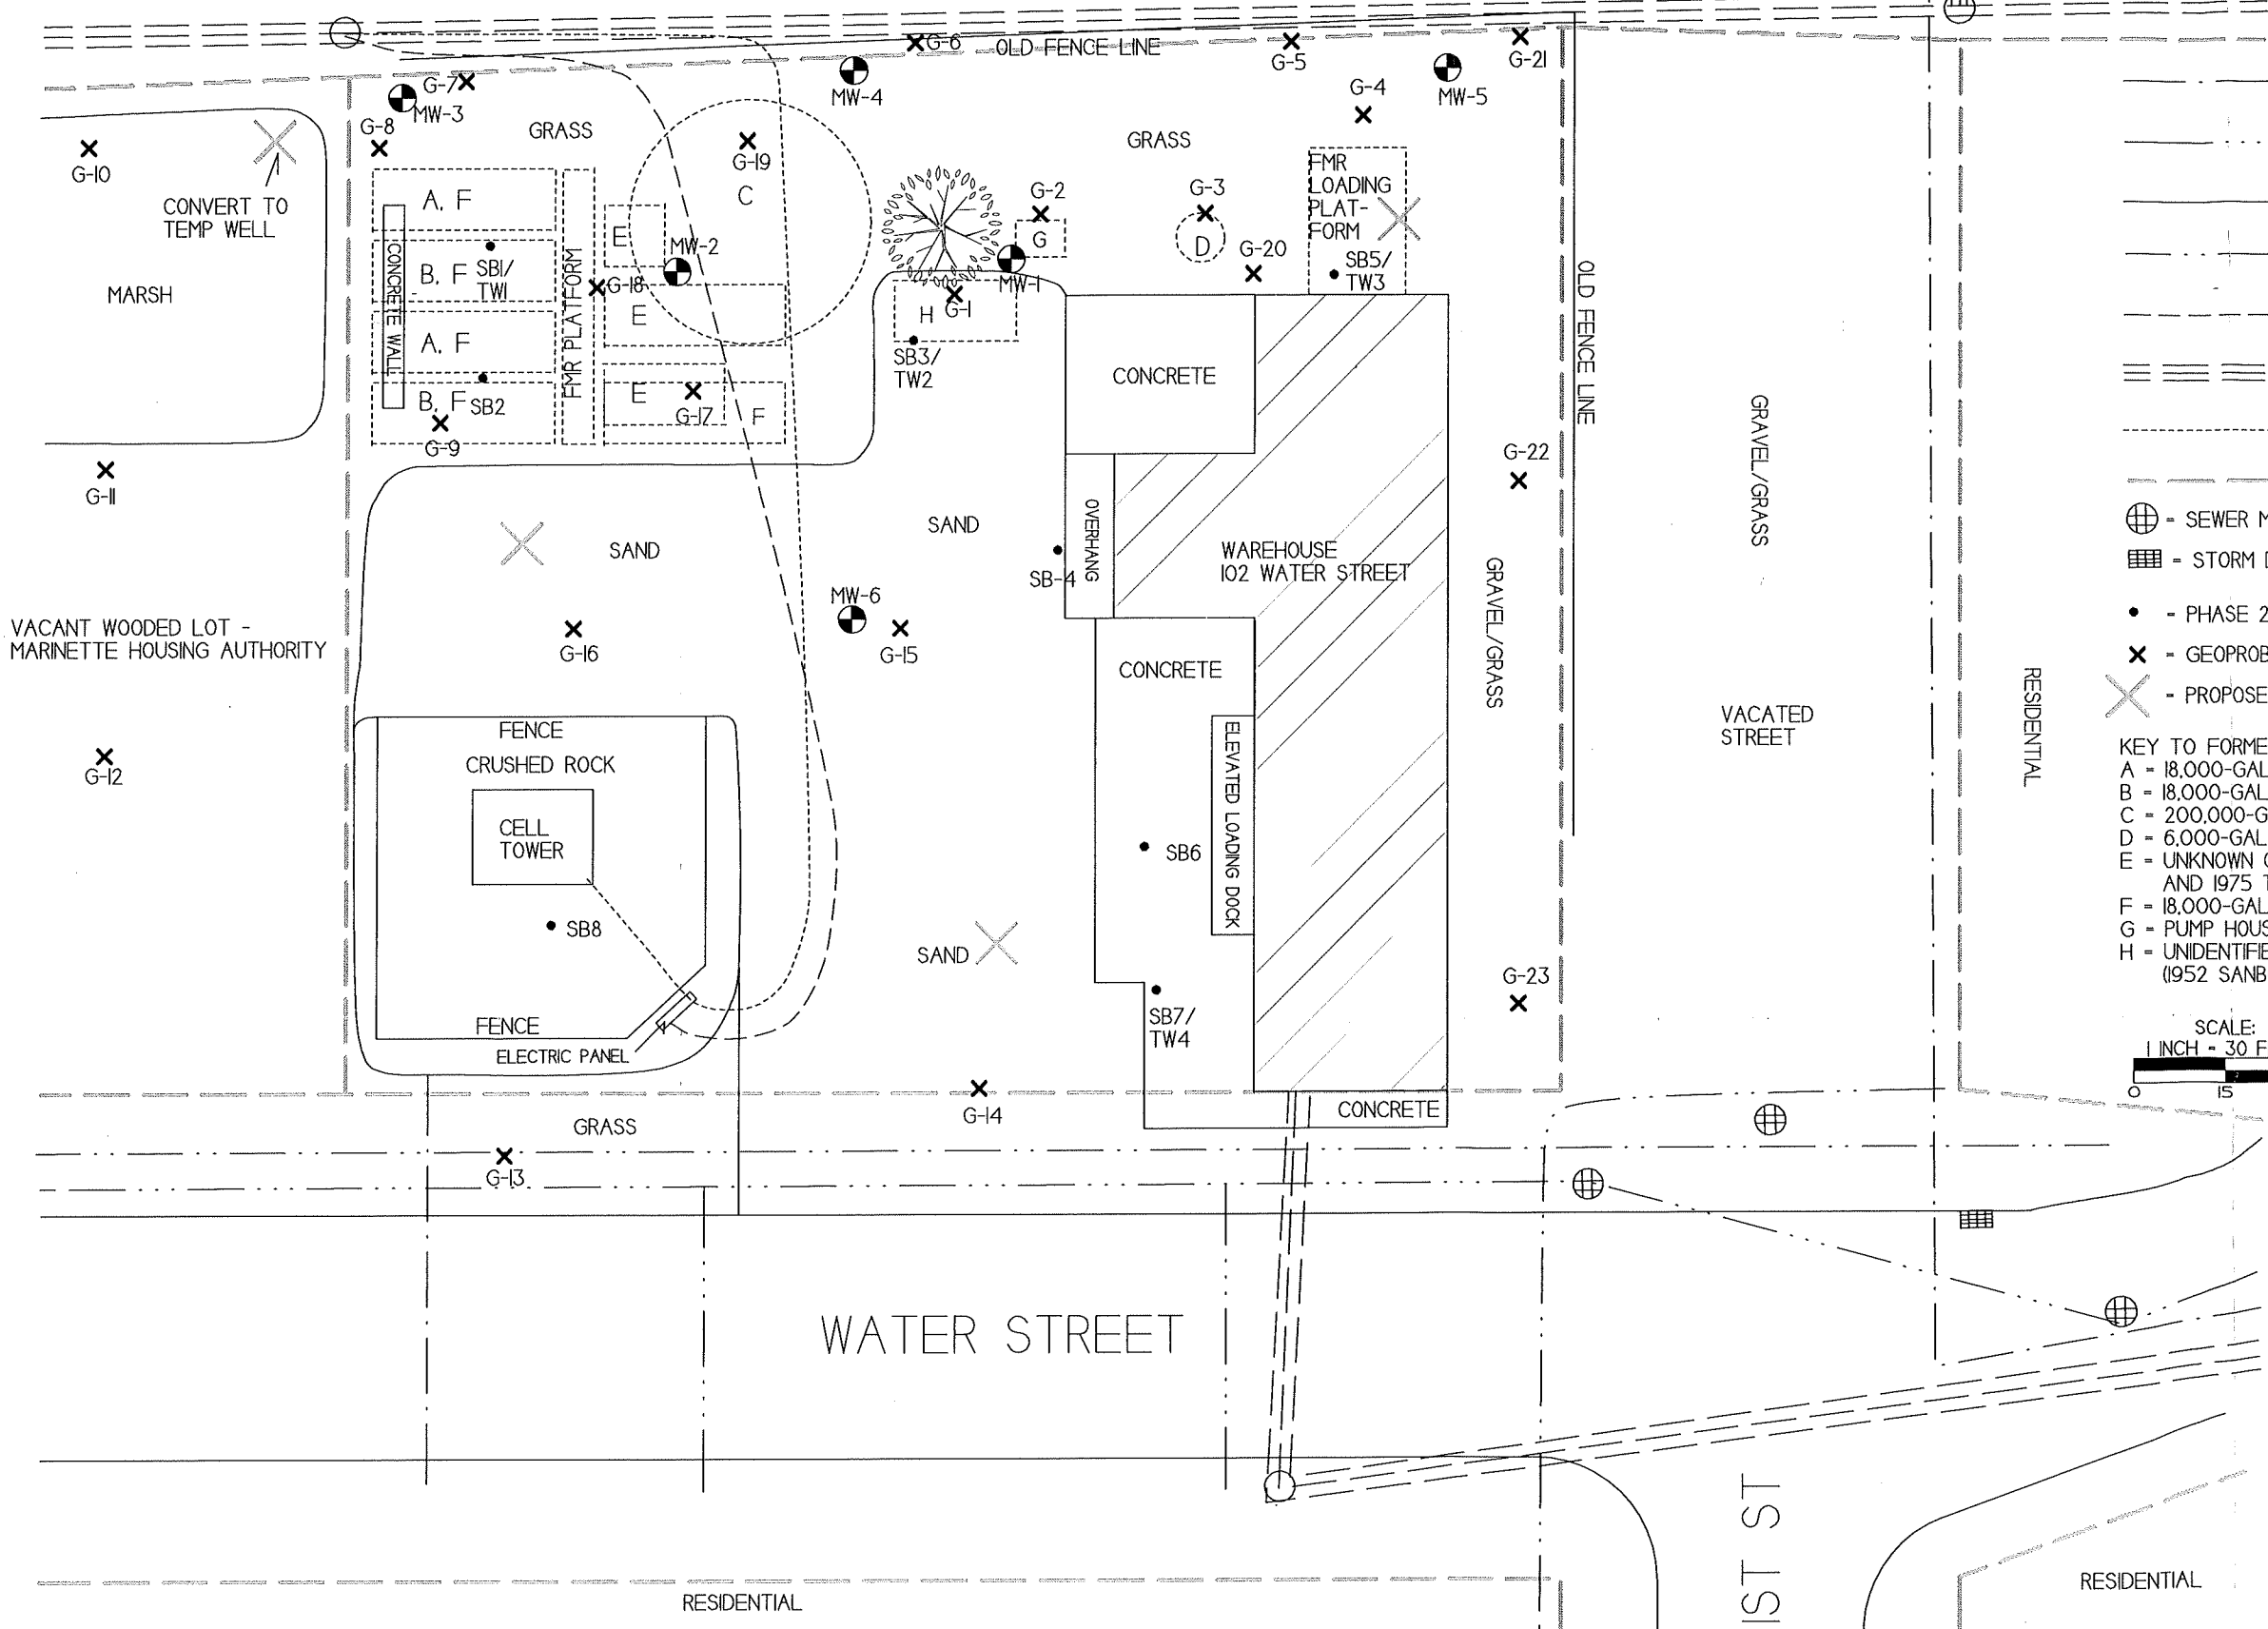 G-6
OLD FENCE LINE
G-5
G-21
G-7
MW-3
MW-4
G-4
MW-5
G-8
GRASS
G-19
GRASS
G-10
CONVERT TO
TEMP WELL
A, F
C
G-2
G-3
FMR
LOADING
PLAT-
FORM
E
MW-2
G
D
G-20
MARSH
CONCRETE WALL
B, F
SB1/
TW1
FMR PLATFORM
G-18
MW-1
SB5/
TW3
OLD FENCE LINE
E
H
G-1
A, F
SB3/
TW2
CONCRETE
B, F
SB2
E
G-17
F
G-9
G-11
G-22
GRAVEL/GRASS
SAND
SAND
OVERHANG
SB-4
WAREHOUSE
102 WATER STREET
GRAVEL/GRASS
- SEWER M
- STORM
- PHASE 2
- GEOPROB
- PROPOSE
VACANT WOODED LOT -
MARINETTE HOUSING AUTHORITY
G-16
MW-6
G-15
CONCRETE
RESIDENTIAL
VACATED
STREET
FENCE
CRUSHED ROCK
G-12
ELEVATED LOADING DOCK
KEY TO FORME
A - 18,000-GAL
B - 18,000-GAL
C - 200,000-G
D - 6,000-GAL
E - UNKNOWN
AND 1975
F - 18,000-GAL
G - PUMP HOUS
H - UNIDENTIFIE
(1952 SANB
CELL
TOWER
SB6
SB8
SAND
G-23
SB7/
TW4
FENCE
ELECTRIC PANEL
SCALE:
1 INCH - 30 F
0 15
G-14
CONCRETE
GRASS
G-13
WATER STREET
1ST ST
RESIDENTIAL
RESIDENTIAL